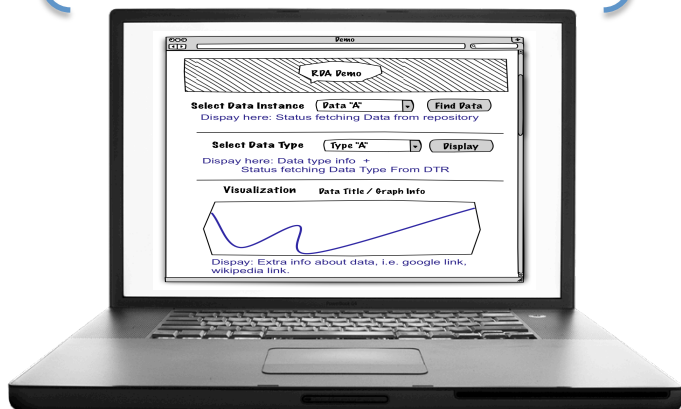 Demo
RDA Demo
Select Data Instance Data "A" Find Data
Dispay here: Status fetching Data from repository
Select Data Type Type "A" Display
Dispay here: Data type info +
Status fetching Data Type From DTR
Visualization Data Title / Graph Info
Dispay: Extra info about data, i.e. google link,
wikipedia link.